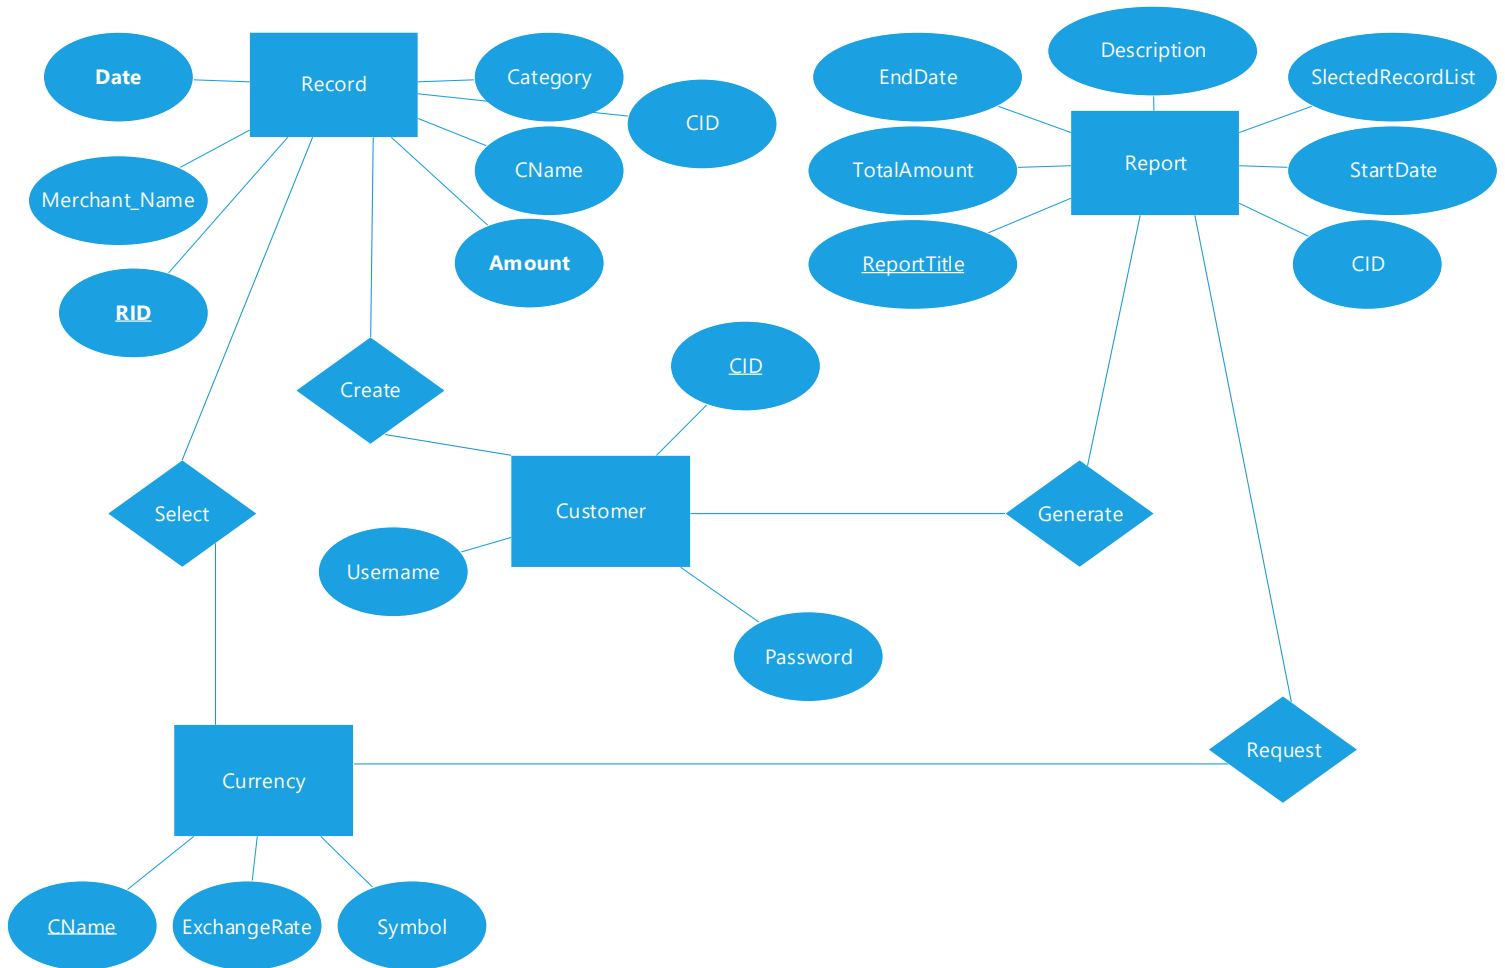 Description
Date
Record
Category
EndDate
SlectedRecordList
CID
Report
TotalAmount
StartDate
CName
Merchant_Name
Amount
ReportTitle
CID
RID
CID
Create
Customer
Select
Generate
Username
Password
Request
Currency
CName
ExchangeRate
Symbol